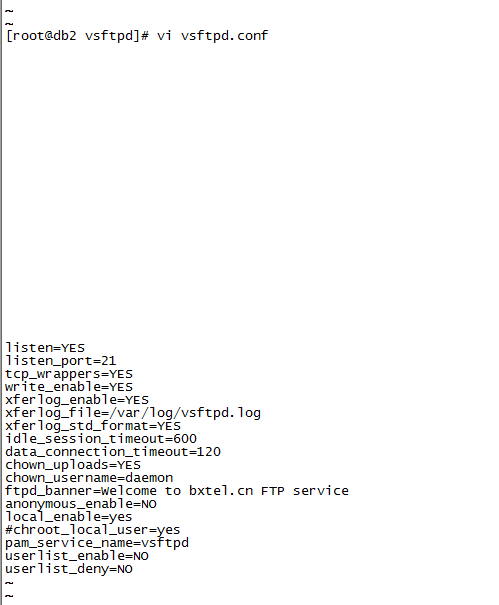 ~
~
[root@db2 vsftpd]# vi vsftpd.conf
listen=YES
listen_port=21
tcp_wrappers=YES
write_enable=YES
xferlog_enable=YES
xferlog_file=/var/log/vsftpd.log
xferlog_std_format=YES
idle_session_timeout=600
data_connection_timeout=120
chown_uploads=YES
chown_username=daemon
ftpd_banner=Welcome to bxtel.cn FTP service
anonymous_enable=NO
local_enable=yes
#chroot_local_user=yes
pam_service_name=vsftpd
userlist_enable=NO
userlist_deny=NO
~
~